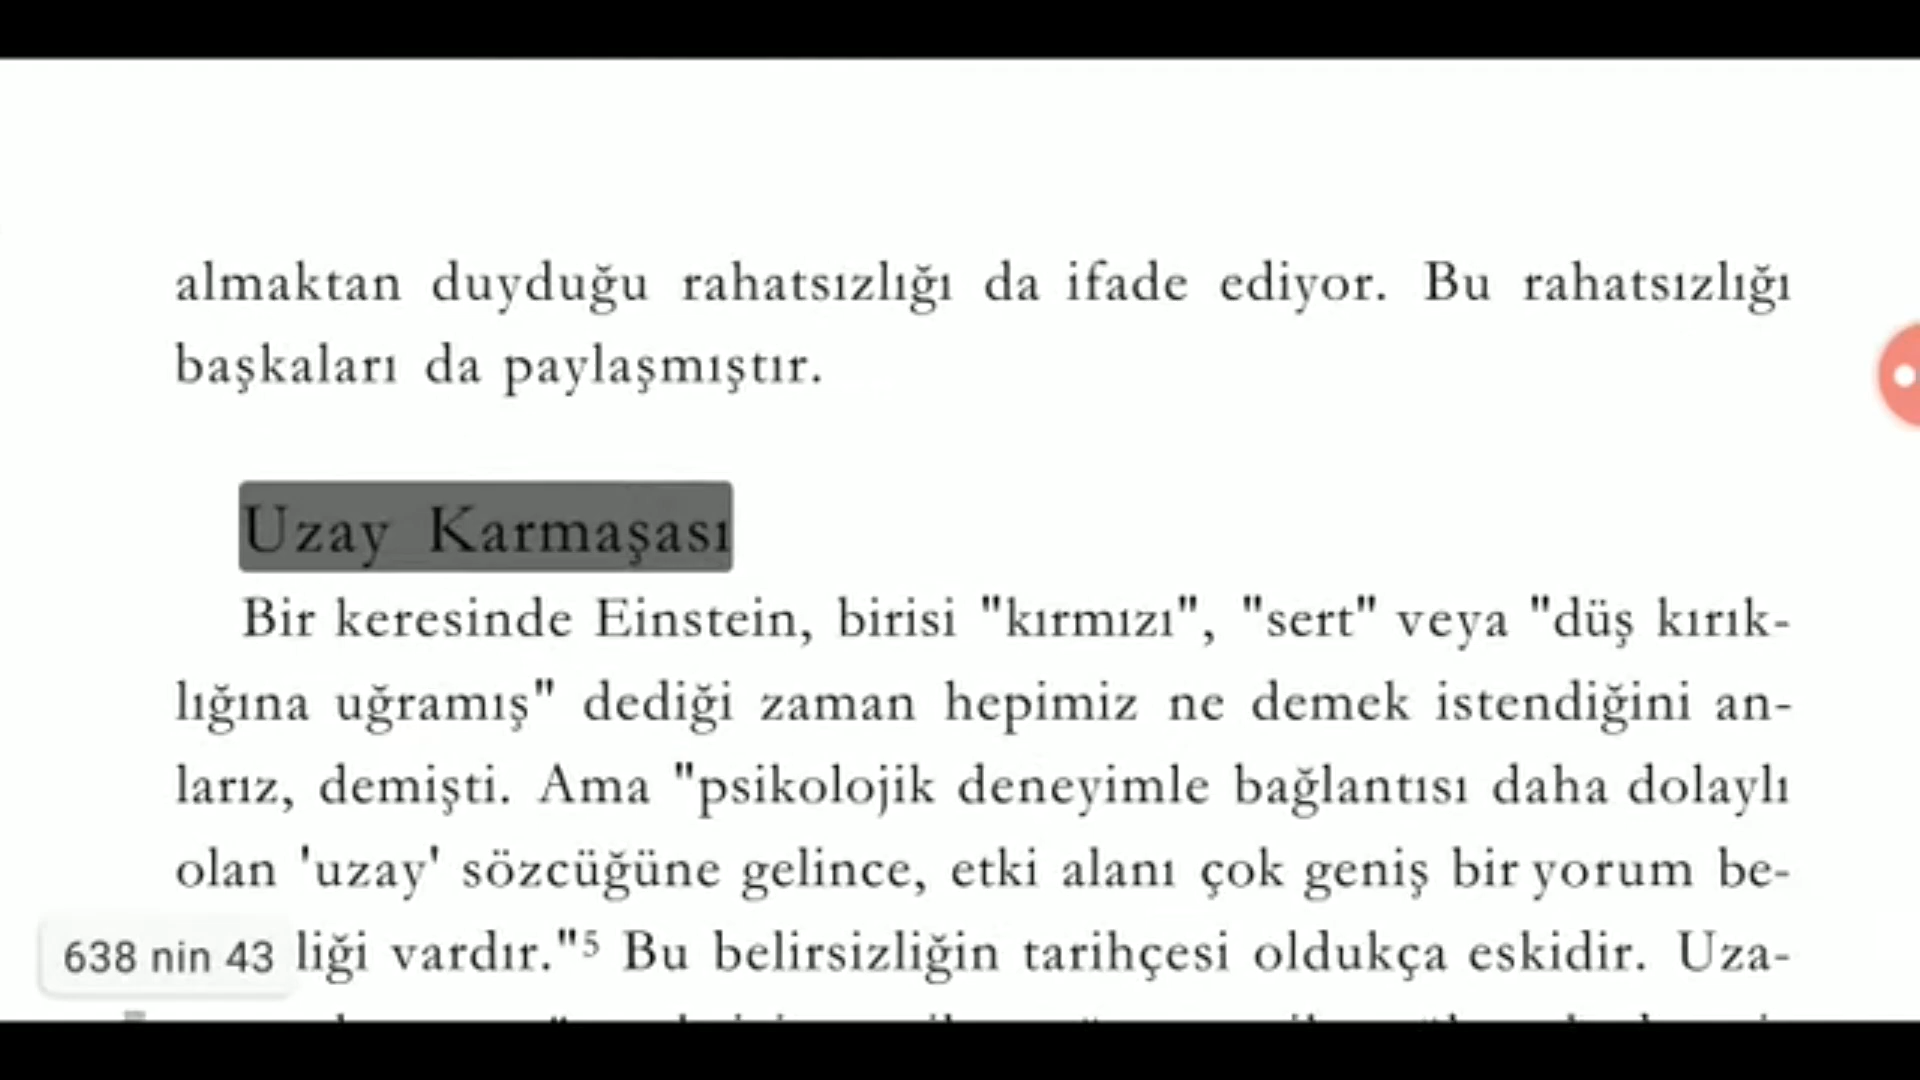 almaktan duyduğu rahatsızlığı da ifade ediyor. Bu rahatsızlığı
başkaları da paylaşmıştır.
Uzay Karmaşası
Bir keresinde Einstein, birisi "kırmızı", "sert" veya "düş kırık-
lığına uğramış" dediği zaman hepimiz ne demek istendiğini an-
larız, demişti. Ama "psikolojik deneyimle bağlantısı daha dolaylı
olan 'uzay' sözcüğüne gelince, etki alanı çok geniş bir yorum be-
liği vardır."5 Bu belirsizliğin tarihçesi oldukça eskidir. Uza-
638 nin 43